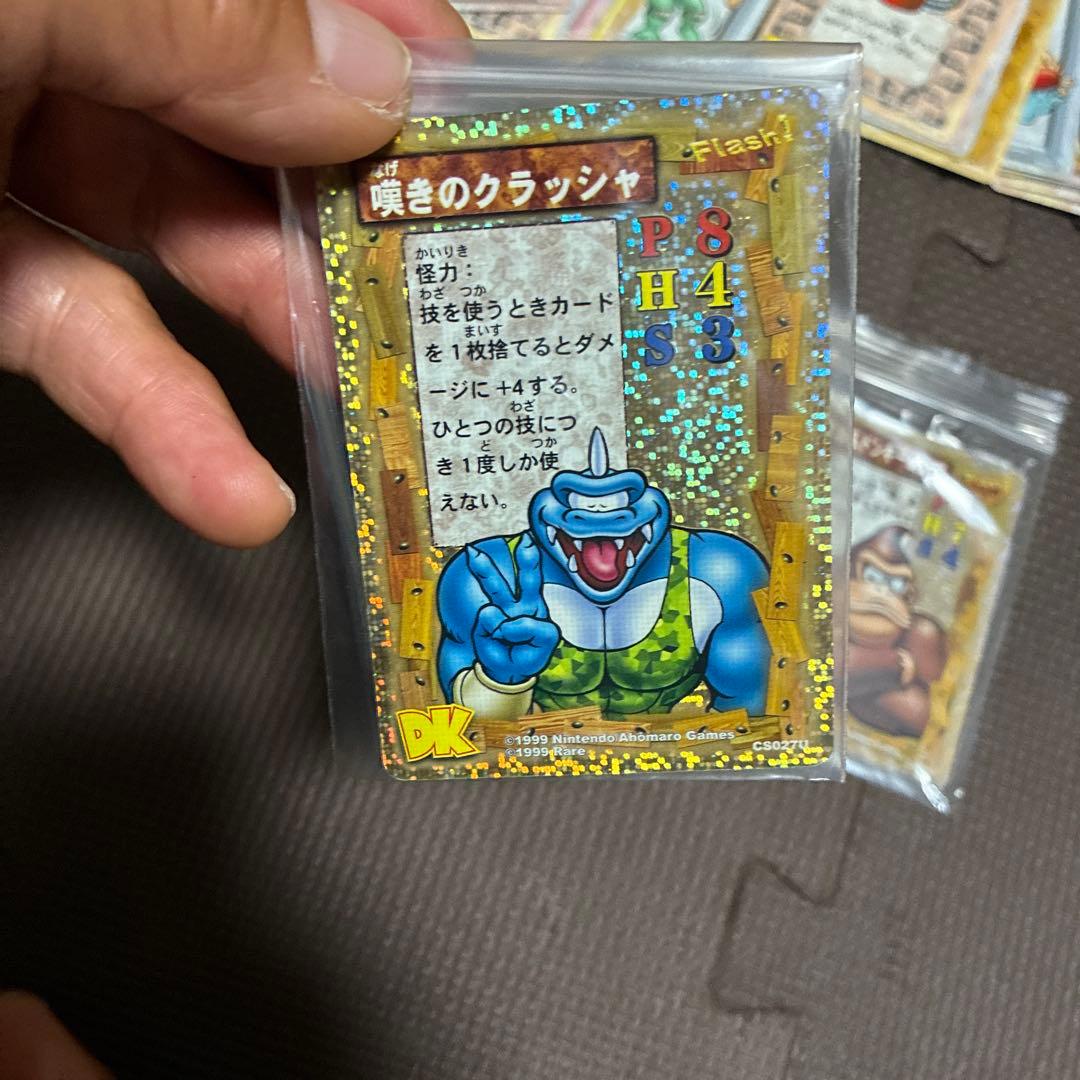 Flash!
なげ
嘆きのクラッシャ
P 8
H 4
S 3
かいりき
怪力：
わざ つか
技を使うときカード
まいす
を1枚捨てるとダメ
ージに+4する。
わざ
ひとつの技につ
ど つか
き1度しか使
えない。
DK
©1999 Nintendo Ahomaro Games
©1999 Rare
CS027U